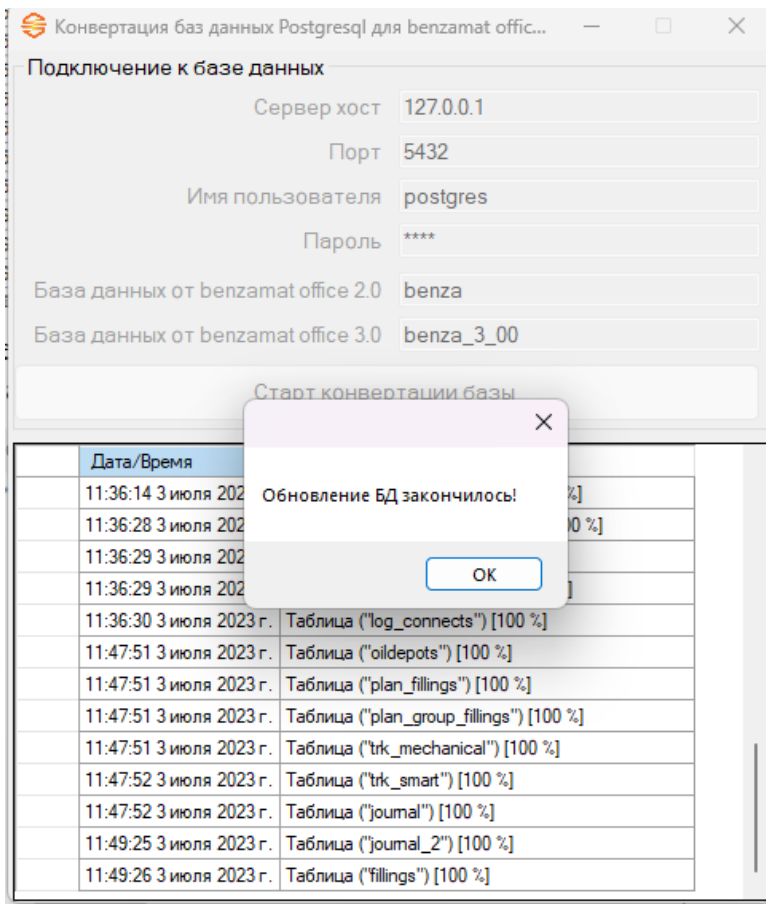 Конвертация баз данных Postgresql для benzamat offic...
Подключение к базе данных
Сервер хост 127.0.0.1
Порт 5432
Имя пользователя postgres
Пароль ****
База данных от benzamat office 2.0 benza
База данных от benzamat office 3.0 benza_3_00
Старт конвертации базы
Обновление БД закончилось!
OK
Дата/Время
11:36:14 3 июля 202 %]
11:36:28 3 июля 202 00 %]
11:36:29 3 июля 202
11:36:29 3 июля 202 ]
11:36:30 3 июля 2023 г. Таблица ("log_connects") [100 %]
11:47:51 3 июля 2023 г. Таблица ("oildepots") [100 %]
11:47:51 3 июля 2023 г. Таблица ("plan_fillings") [100 %]
11:47:51 3 июля 2023 г. Таблица ("plan_group_fillings") [100 %]
11:47:51 3 июля 2023 г. Таблица ("trk_mechanical") [100 %]
11:47:52 3 июля 2023 г. Таблица ("trk_smart") [100 %]
11:47:52 3 июля 2023 г. Таблица ("journal") [100 %]
11:49:25 3 июля 2023 г. Таблица ("journal_2") [100 %]
11:49:26 3 июля 2023 г. Таблица ("fillings") [100 %]